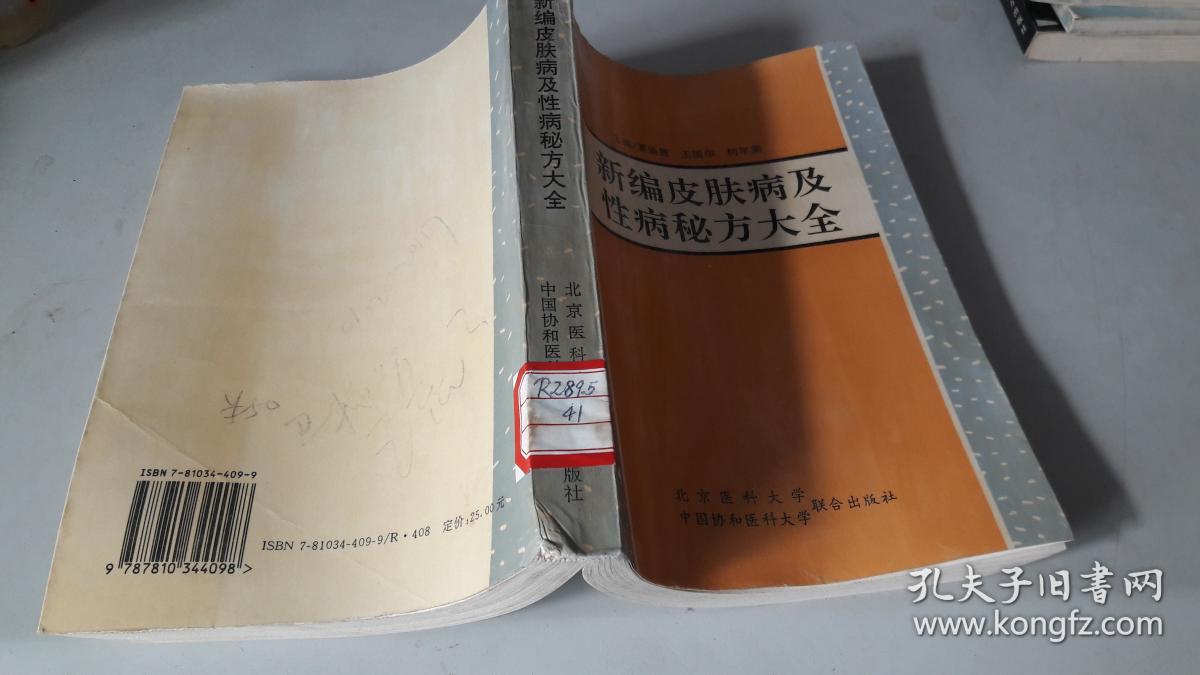 新编皮肤病及性病秘方大全
北京医科
中国协和医
版社
R289.5
41
新编皮肤病及
性病秘方大全
北京医科大学
中国协和医科大学
联合出版社
ISBN 7-81034-409-9
9 787810 344098 >
ISBN 7-81034-409-9/R·408 定价:25.00元
孔夫子旧书网
www.kongfz.com